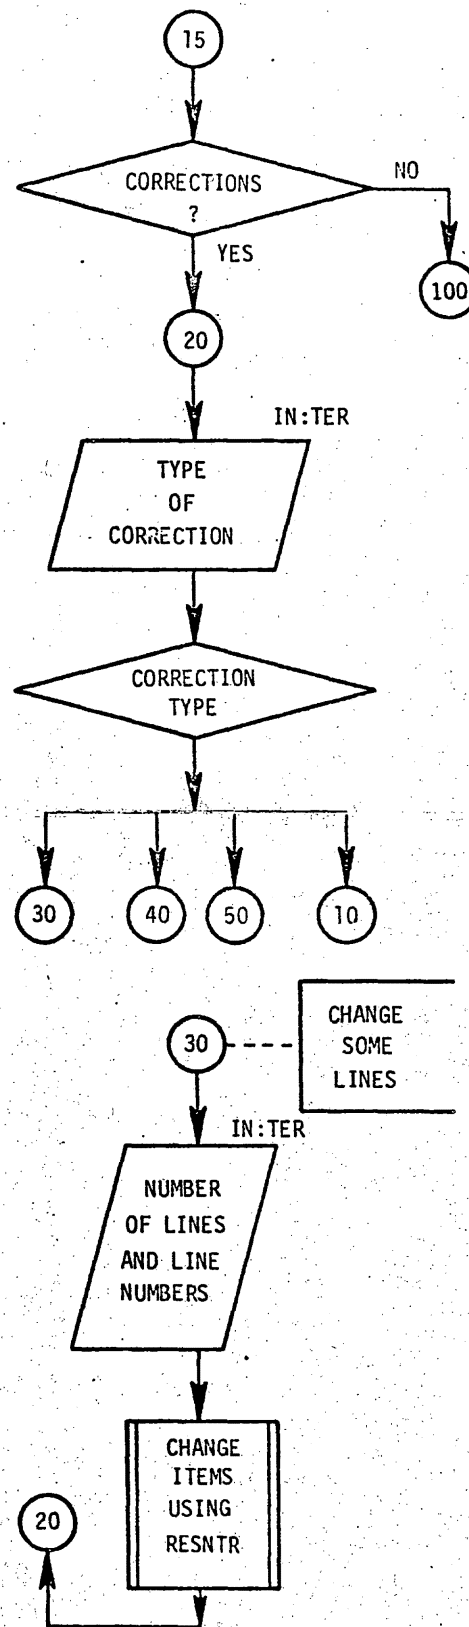 15
CORRECTIONS
?
NO
YES
100
20
IN:TER
TYPE
OF
CORRECTION
CORRECTION
TYPE
30
40
50
10
30
CHANGE
SOME
LINES
IN:TER
NUMBER
OF LINES
AND LINE
NUMBERS
CHANGE
ITEMS
USING
RESNTR
20